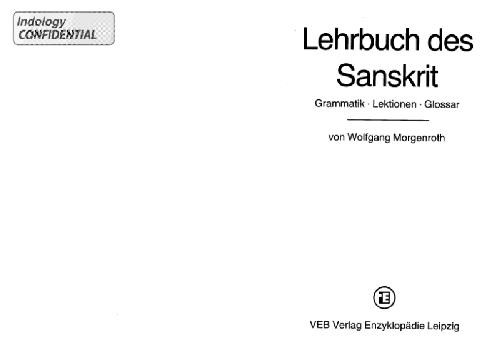 Indology
CONFIDENTIAL
Lehrbuch des
Sanskrit
Grammatik · Lektionen · Glossar
von Wolfgang Morgenroth
VEB Verlag Enzyklopädie Leipzig